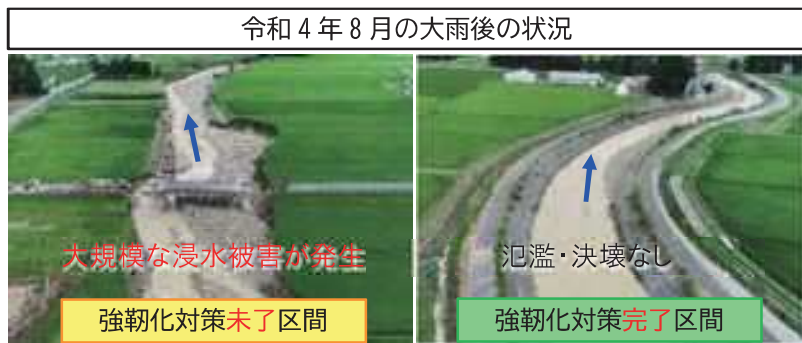 令和4年8月の大雨後の状況
大規模な浸水被害が発生
強靭化対策未了区間
氾濫・決壊なし
強靭化対策完了区間